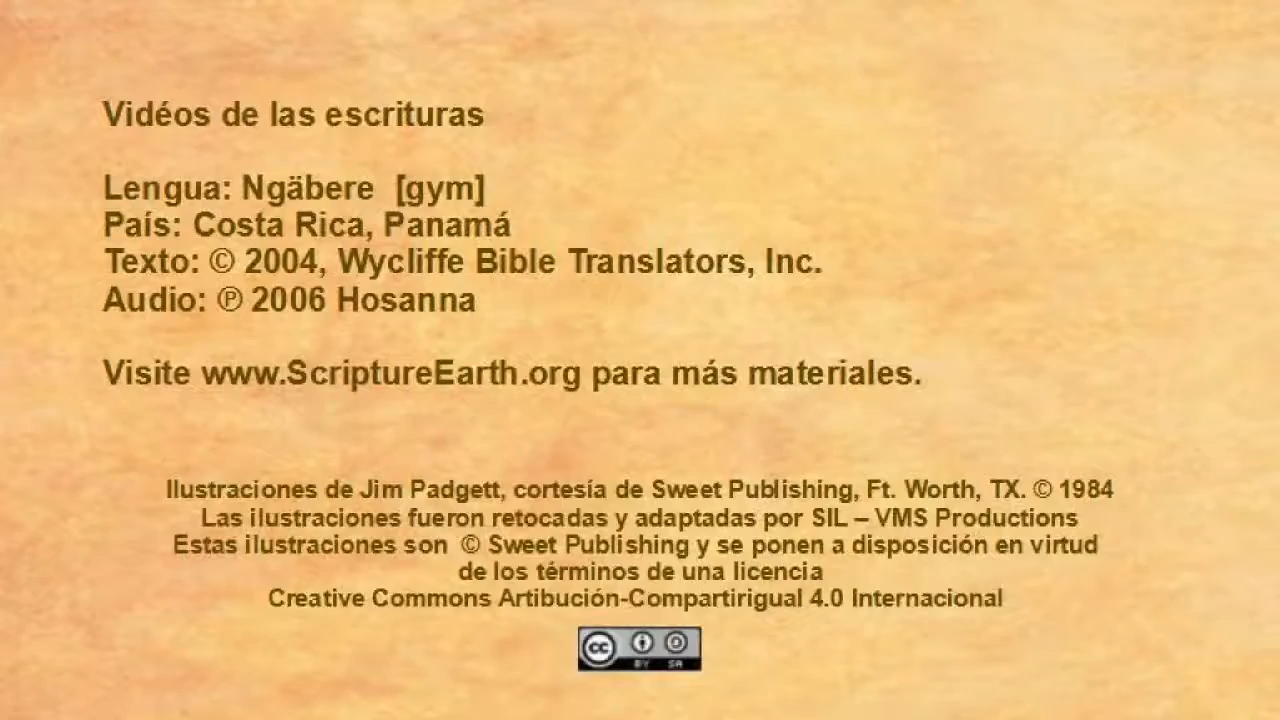 Vidéos de las escrituras
Lengua: Ngäbere [gym]
País: Costa Rica, Panamá
Texto: © 2004, Wycliffe Bible Translators, Inc.
Audio: ℗ 2006 Hosanna
Visite www.ScriptureEarth.org para más materiales.
Ilustraciones de Jim Padgett, cortesía de Sweet Publishing, Ft. Worth, TX. © 1984
Las ilustraciones fueron retocadas y adaptadas por SIL – VMS Productions
Estas ilustraciones son © Sweet Publishing y se ponen a disposición en virtud
de los términos de una licencia
Creative Commons Artibución-Compartirigual 4.0 Internacional
cc BY SA